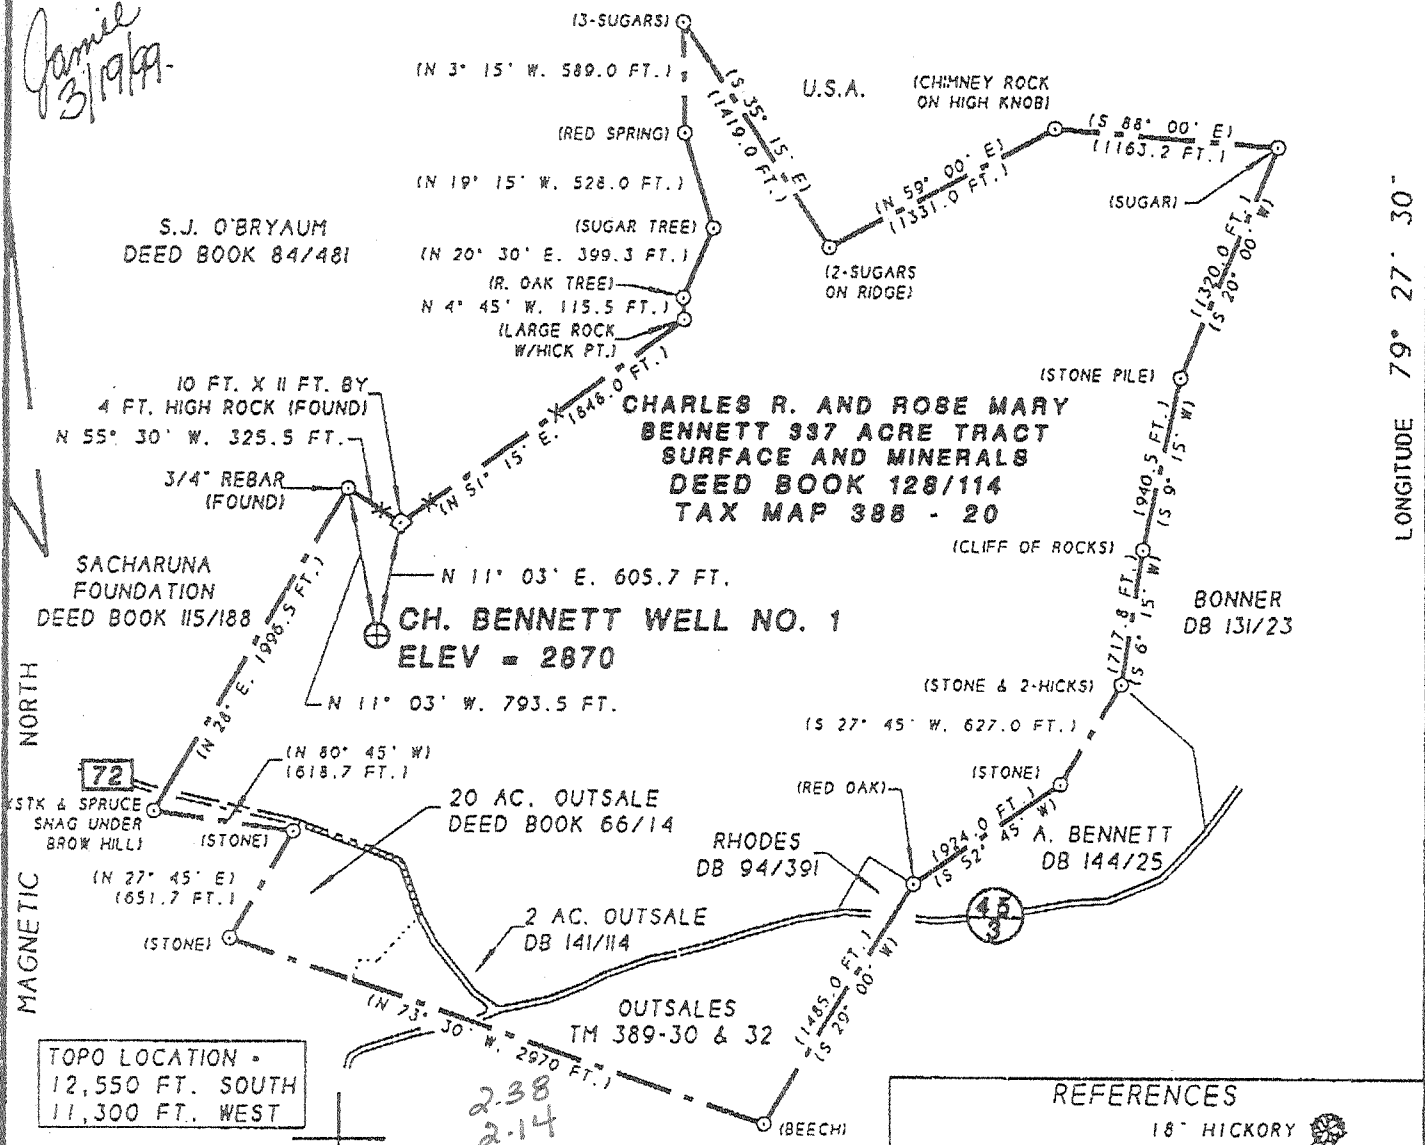 Jamie
3/19/99.
(3-SUGARS)
(N 3° 15' W. 589.0 FT.)
(S 35° 15' E)
(1419.0 FT.)
U.S.A.
(CHIMNEY ROCK
ON HIGH KNOB)
(S 88° 00' E)
(1163.2 FT.)
(RED SPRING)
(N 19° 15' W. 528.0 FT.)
(N 59° 00' E)
(1331.0 FT.)
(SUGAR)
S.J. O'BRYAUM
DEED BOOK 84/481
(SUGAR TREE)
(N 20° 30' E. 399.3 FT.)
(2-SUGARS
ON RIDGE)
(R. OAK TREE)
N 4° 45' W. 115.5 FT.)
(LARGE ROCK
W/HICK PT.)
(1320.0 FT.)
(S 20° 00' W)
LONGITUDE 79° 27' 30"
10 FT. X 11 FT. BY
4 FT. HIGH ROCK (FOUND)
N 55° 30' W. 325.5 FT.
3/4" REBAR
(FOUND)
(N 51° 15' E. 1848.0 FT.)
(STONE PILE)
CHARLES R. AND ROSE MARY
BENNETT 337 ACRE TRACT
SURFACE AND MINERALS
DEED BOOK 128/114
TAX MAP 388 - 20
(940.5 FT.)
(S 9° 15' W)
(CLIFF OF ROCKS)
SACHARUNA
FOUNDATION
DEED BOOK 115/188
N 11° 03' E. 605.7 FT.
CH. BENNETT WELL NO. 1
ELEV = 2870
N 11° 03' W. 793.5 FT.
(N 28° E. 1996.5 FT.)
(717.8 FT.)
(S 6° 15' W)
BONNER
DB 131/23
(STONE & 2-HICKS)
(S 27° 45' W. 627.0 FT.)
MAGNETIC NORTH
72
(N 80° 45' W)
(618.7 FT.)
(STK & SPRUCE
SNAG UNDER
BROW HILL)
(STONE)
20 AC. OUTSALE
DEED BOOK 66/14
(STONE)
(RED OAK)
(924.0 FT.)
(S 52° 45' W)
RHODES
DB 94/391
A. BENNETT
DB 144/25
(N 27° 45' E)
(651.7 FT.)
(STONE)
2 AC. OUTSALE
DB 141/114
45
3
(N 73° 30' W. 2970 FT.)
OUTSALES
TM 389-30 & 32
(1485.0 FT.)
(S 29° 00' W)
TOPO LOCATION -
12,550 FT. SOUTH
11,300 FT. WEST
2.38
2.14
(BEECH)
REFERENCES
18" HICKORY